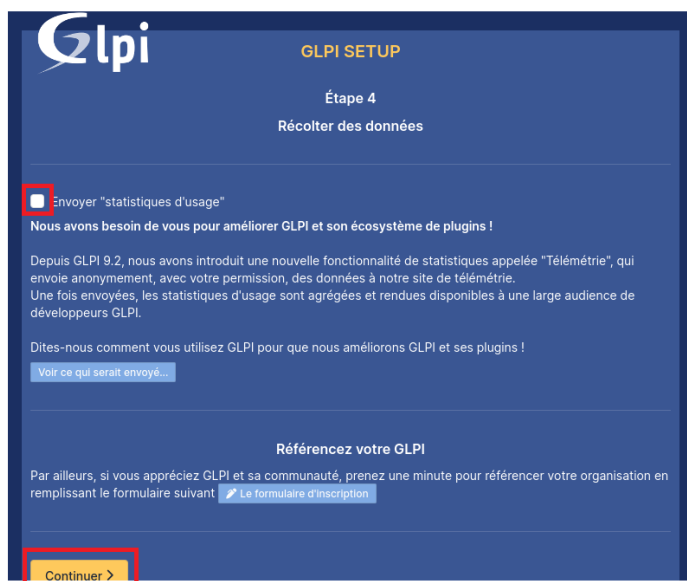 Glpi
GLPI SETUP
Étape 4
Récolter des données
Envoyer "statistiques d'usage"
Nous avons besoin de vous pour améliorer GLPI et son écosystème de plugins !
Depuis GLPI 9.2, nous avons introduit une nouvelle fonctionnalité de statistiques appelée "Télémétrie", qui
envoie anonymement, avec votre permission, des données à notre site de télémétrie.
Une fois envoyées, les statistiques d'usage sont agrégées et rendues disponibles à une large audience de
développeurs GLPI.
Dites-nous comment vous utilisez GLPI pour que nous améliorons GLPI et ses plugins !
Voir ce qui serait envoyé...
Référencez votre GLPI
Par ailleurs, si vous appréciez GLPI et sa communauté, prenez une minute pour référencer votre organisation en
remplissant le formulaire suivant Le formulaire d'inscription
Continuer